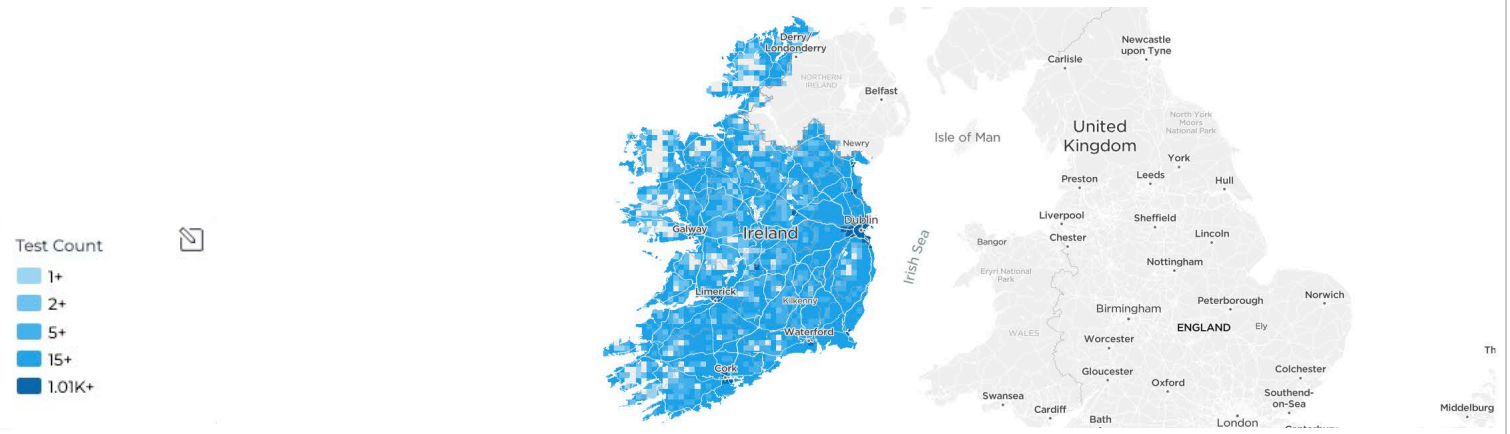 Test Count
1+
2+
5+
15+
1.01K+
Derry/
Londonderry
NORTHERN
IRELAND
Belfast
Newry
Dublin
Galway
Ireland
Limerick
Kilkenny
Waterford
Cork
Irish Sea
Isle of Man
Newcastle
upon Tyne
Carlisle
United
Kingdom
North York
Moors
National Park
York
Preston
Leeds
Hull
Liverpool
Sheffield
Chester
Lincoln
Bangor
Nottingham
Eryri National
Park
Birmingham
Peterborough
Norwich
WALES
ENGLAND
Ely
Worcester
Th
Gloucester
Oxford
Colchester
Swansea
Cardiff
Southend-
on-Sea
Middelburg
Bath
London